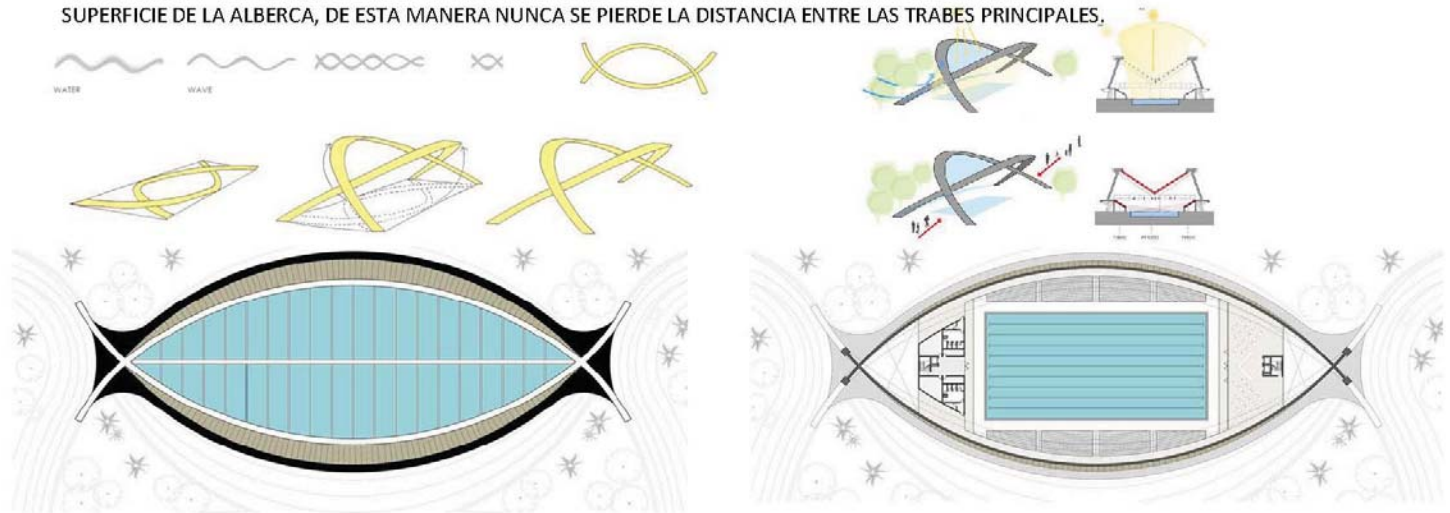 SUPERFICIE DE LA ALBERCA, DE ESTA MANERA NUNCA SE PIERDE LA DISTANCIA ENTRE LAS TRABES PRINCIPALES.
WATER
WAVE